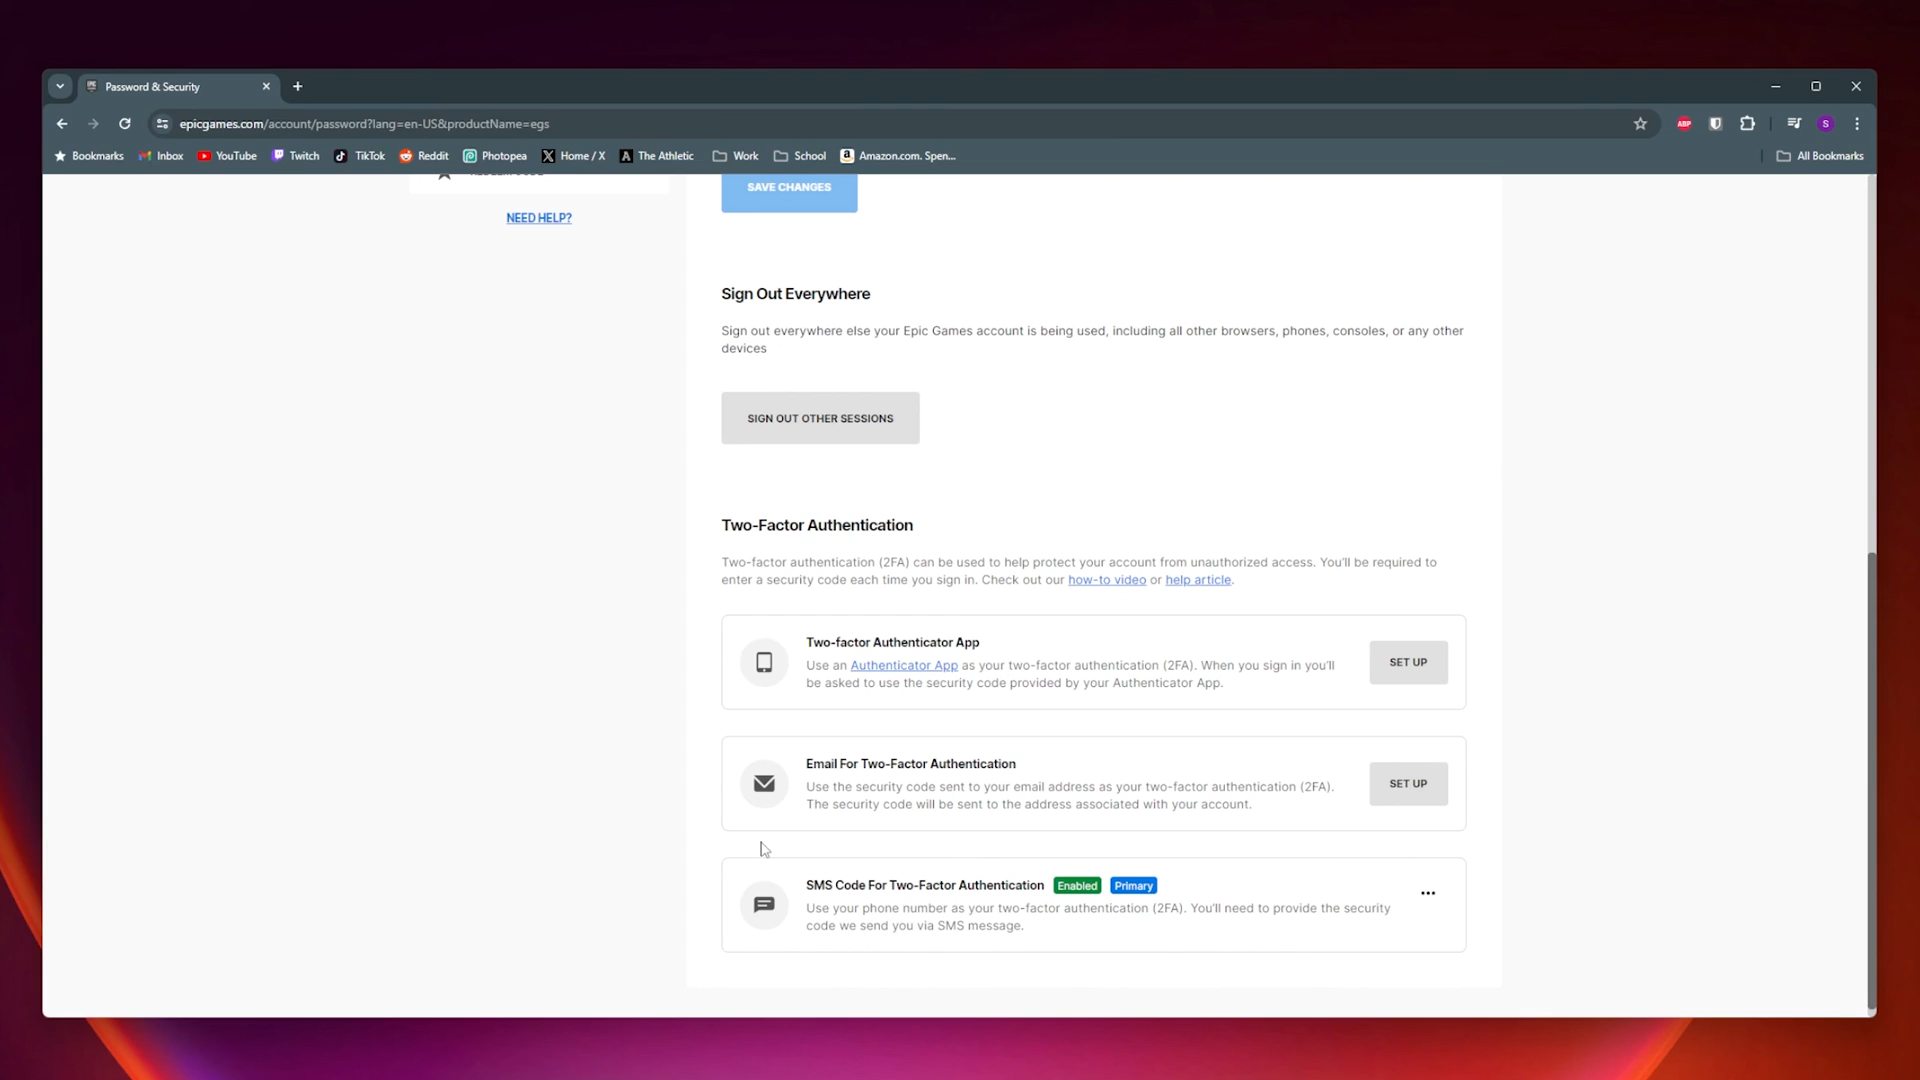 Password & Security
epicgames.com/account/password?lang=en-US&productName=egs
ABP
S
Bookmarks
Inbox
YouTube
Twitch
TikTok
Reddit
Photopea
Home / X
The Athletic
Work
School
Amazon.com. Spen...
All Bookmarks
NEED HELP?
SAVE CHANGES
Sign Out Everywhere
Sign out everywhere else your Epic Games account is being used, including all other browsers, phones, consoles, or any other
devices
SIGN OUT OTHER SESSIONS
Two-Factor Authentication
Two-factor authentication (2FA) can be used to help protect your account from unauthorized access. You'll be required to
enter a security code each time you sign in. Check out our how-to video or help article.
Two-factor Authenticator App
Use an Authenticator App as your two-factor authentication (2FA). When you sign in you'll
be asked to use the security code provided by your Authenticator App.
SET UP
Email For Two-Factor Authentication
Use the security code sent to your email address as your two-factor authentication (2FA).
The security code will be sent to the address associated with your account.
SET UP
SMS Code For Two-Factor Authentication Enabled Primary
Use your phone number as your two-factor authentication (2FA). You'll need to provide the security
code we send you via SMS message.